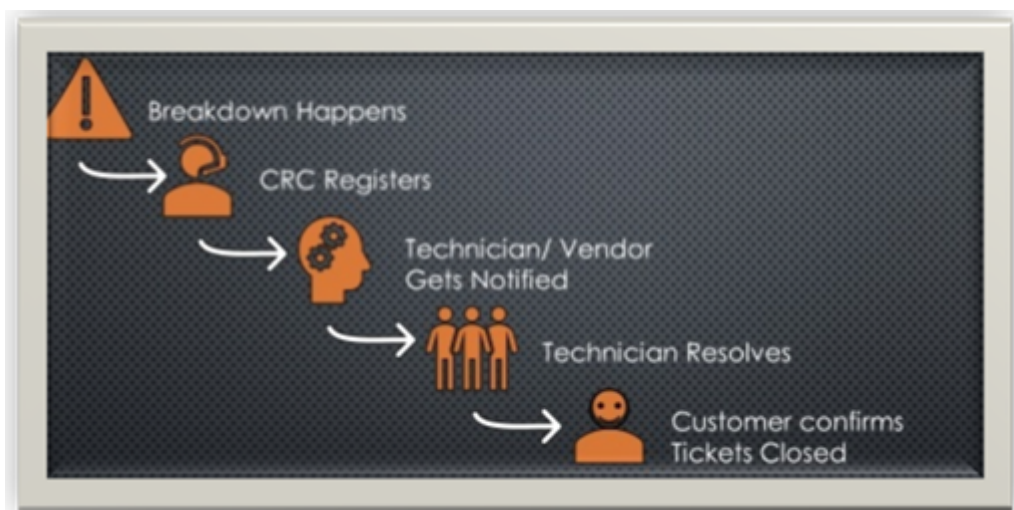 Breakdown Happens
CRC Registers
Technician/ Vendor
Gets Notified
Technician Resolves
Customer confirms
Tickets Closed